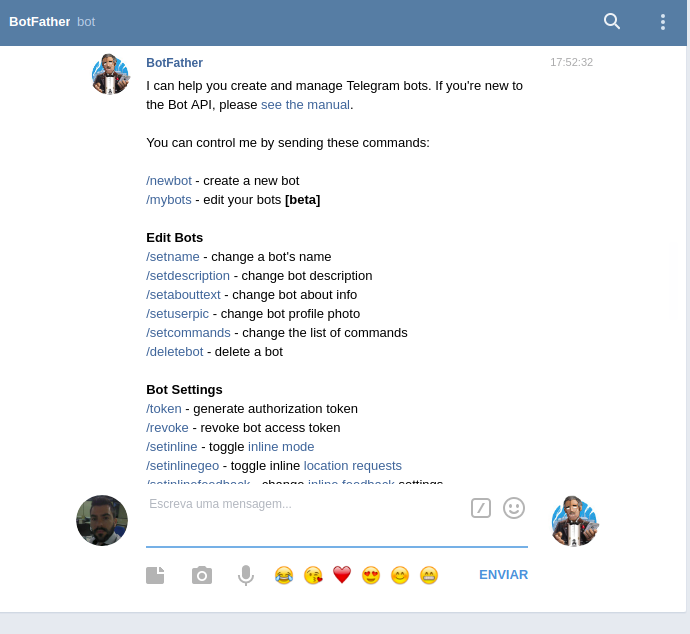 BotFather bot
BotFather 17:52:32
I can help you create and manage Telegram bots. If you're new to
the Bot API, please see the manual.
You can control me by sending these commands:
/newbot - create a new bot
/mybots - edit your bots [beta]
Edit Bots
/setname - change a bot's name
/setdescription - change bot description
/setabouttext - change bot about info
/setuserpic - change bot profile photo
/setcommands - change the list of commands
/deletebot - delete a bot
Bot Settings
/token - generate authorization token
/revoke - revoke bot access token
/setinline - toggle inline mode
/setinlinegeo - toggle inline location requests
/setinlinefeedback - change inline feedback settings
Escreva uma mensagem...
ENVIAR